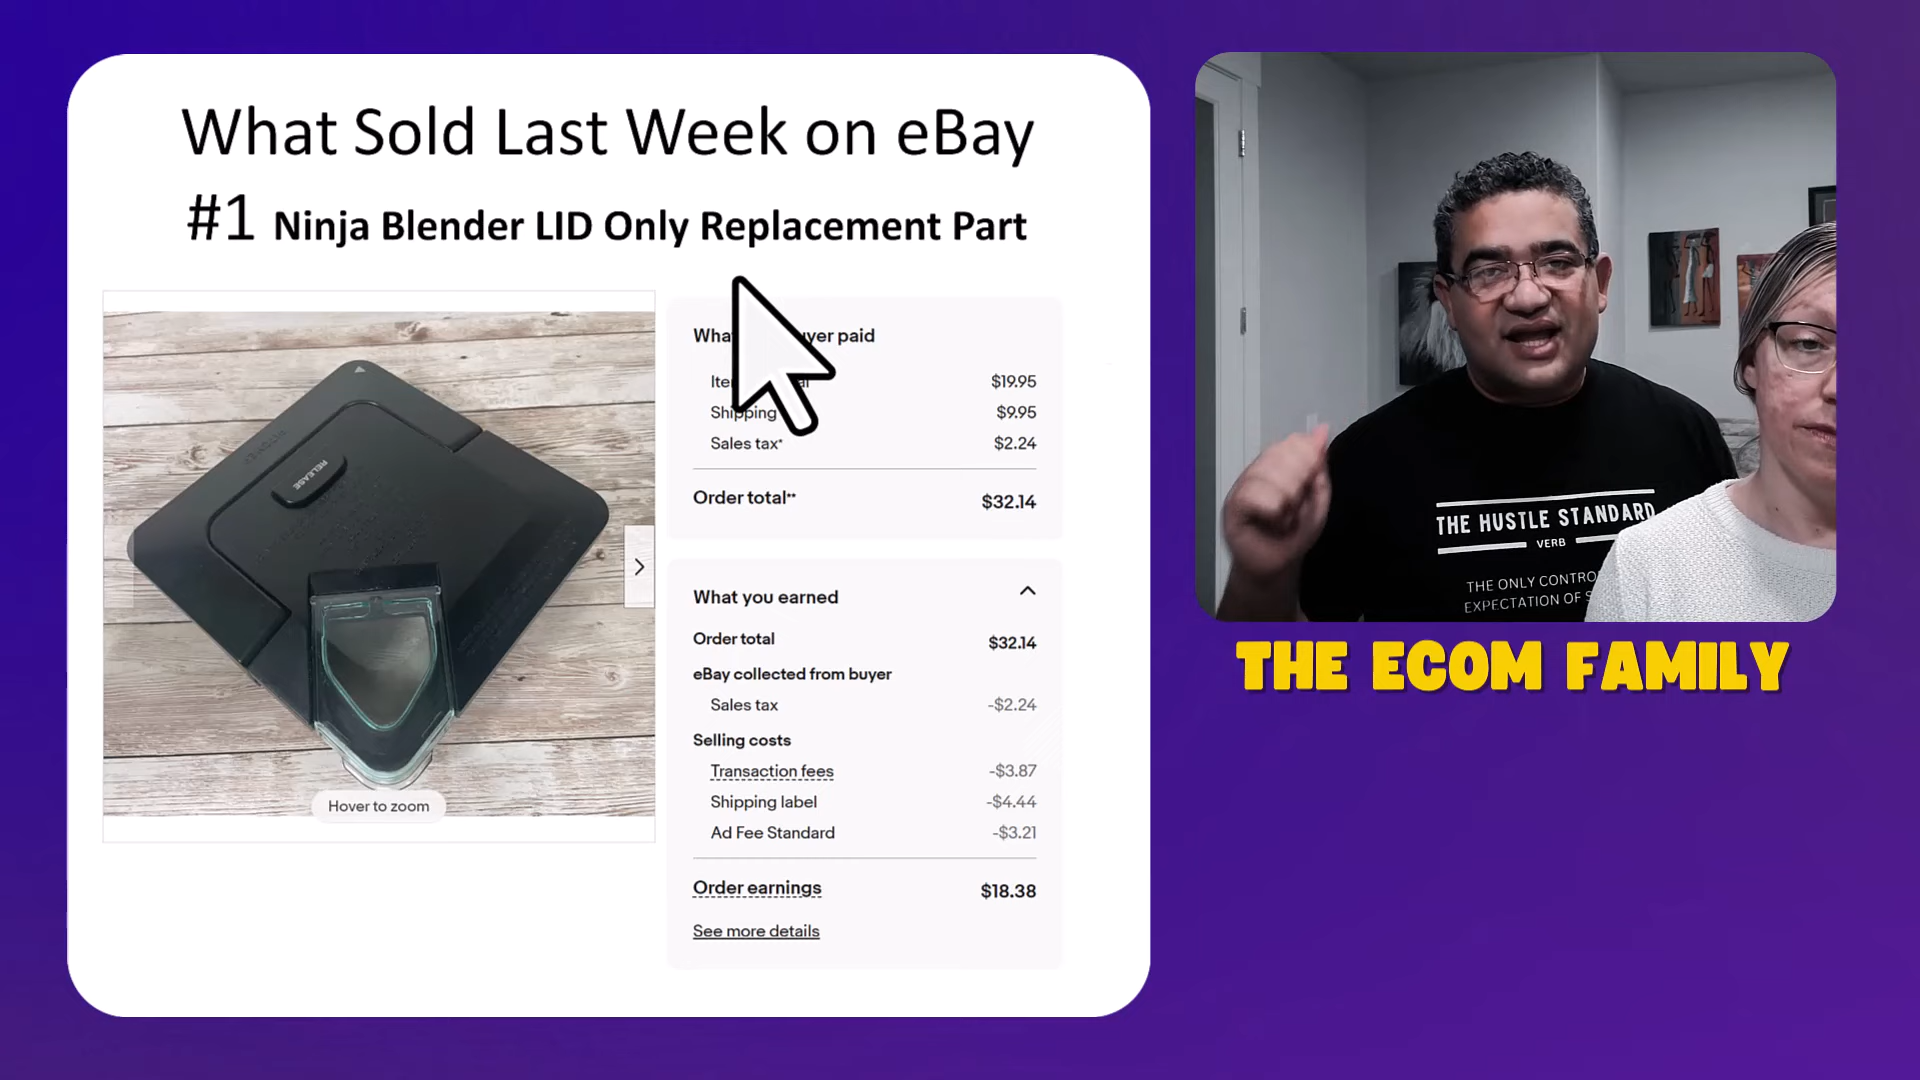 What Sold Last Week on eBay
#1 Ninja Blender LID Only Replacement Part
RELEASE
Hover to zoom
paid
$19.95
Shipping $9.95
Sales tax* $2.24
Order total** $32.14
What you earned
Order total $32.14
eBay collected from buyer
Sales tax -$2.24
Selling costs
Transaction fees -$3.87
Shipping label -$4.44
Ad Fee Standard -$3.21
Order earnings $18.38
See more details
THE HUSTLE STANDARD
VERB
THE ONLY
EXPECTATION OF
THE ECOM FAMILY